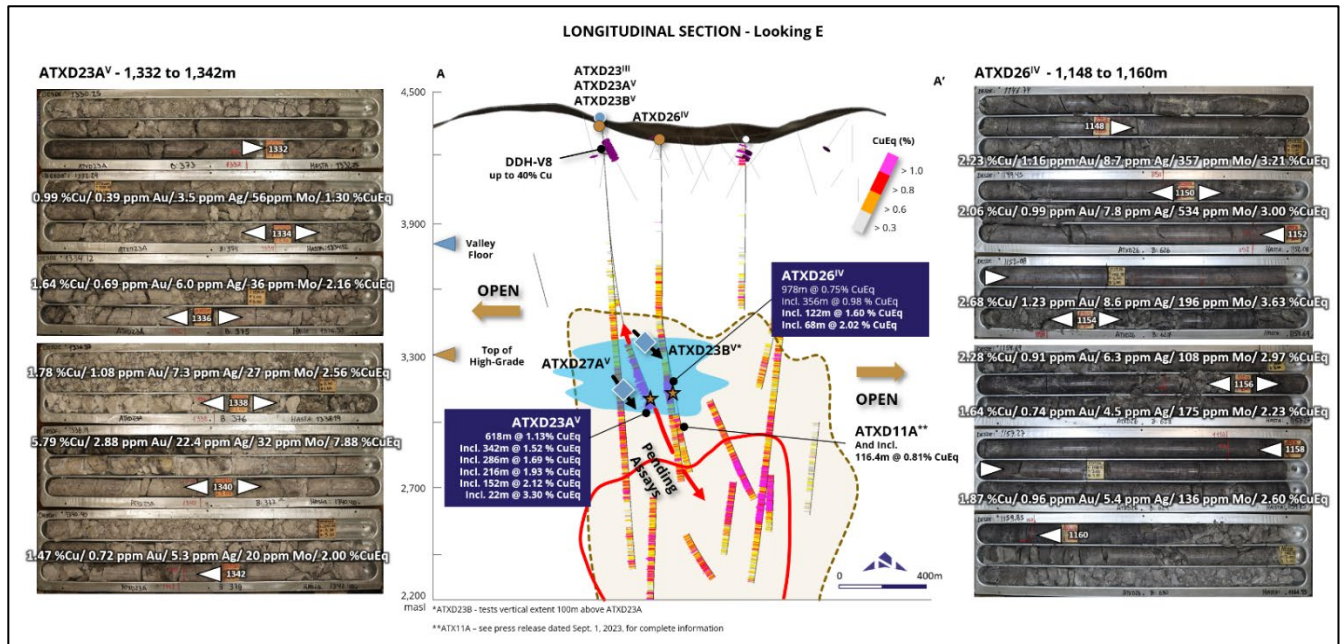 LONGITUDINAL SECTION - Looking E
ATXD23Aⱽ - 1,332 to 1,342m
1332
0.99 %Cu/ 0.39 ppm Au/ 3.5 ppm Ag/ 56ppm Mo/ 1.30 %CuEq
1334
1.64 %Cu/ 0.69 ppm Au/ 6.0 ppm Ag/ 36 ppm Mo/ 2.16 %CuEq
1336
1.78 %Cu/ 1.08 ppm Au/ 7.3 ppm Ag/ 27 ppm Mo/ 2.56 %CuEq
1338
5.79 %Cu/ 2.88 ppm Au/ 22.4 ppm Ag/ 32 ppm Mo/ 7.88 %CuEq
1340
1.47 %Cu/ 0.72 ppm Au/ 5.3 ppm Ag/ 20 ppm Mo/ 2.00 %CuEq
1342
A
A'
ATXD23ᴵᴵᴵ
ATXD23Aⱽ
ATXD23Bⱽ
ATXD26ᴵⱽ
4,500
3,900
3,300
2,700
2,200
masl
DDH-V8
up to 40% Cu
CuEq (%)
> 1.0
> 0.8
> 0.6
> 0.3
Valley
Floor
OPEN
Top of
High-Grade
ATXD26ᴵⱽ
978m @ 0.75% CuEq
Incl. 356m @ 0.98 % CuEq
Incl. 122m @ 1.60 % CuEq
Incl. 68m @ 2.02 % CuEq
ATXD27Aⱽ
ATXD23Bⱽ*
OPEN
ATXD23Aⱽ
618m @ 1.13% CuEq
Incl. 342m @ 1.52 % CuEq
Incl. 286m @ 1.69 % CuEq
Incl. 216m @ 1.93 % CuEq
Incl. 152m @ 2.12 % CuEq
Incl. 22m @ 3.30 % CuEq
Pending
Assays
ATXD11A**
And Incl.
116.4m @ 0.81% CuEq
0 400m
*ATXD23B - tests vertical extent 100m above ATXD23A
**ATX11A – see press release dated Sept. 1, 2023, for complete information
ATXD26ᴵⱽ - 1,148 to 1,160m
1148
2.23 %Cu/ 1.16 ppm Au/ 8.7 ppm Ag/ 357 ppm Mo/ 3.21 %CuEq
1150
2.06 %Cu/ 0.99 ppm Au/ 7.8 ppm Ag/ 534 ppm Mo/ 3.00 %CuEq
1152
2.68 %Cu/ 1.23 ppm Au/ 8.6 ppm Ag/ 196 ppm Mo/ 3.63 %CuEq
1154
2.28 %Cu/ 0.91 ppm Au/ 6.3 ppm Ag/ 108 ppm Mo/ 2.97 %CuEq
1156
1.64 %Cu/ 0.74 ppm Au/ 4.5 ppm Ag/ 175 ppm Mo/ 2.23 %CuEq
1158
1.87 %Cu/ 0.96 ppm Au/ 5.4 ppm Ag/ 136 ppm Mo/ 2.60 %CuEq
1160